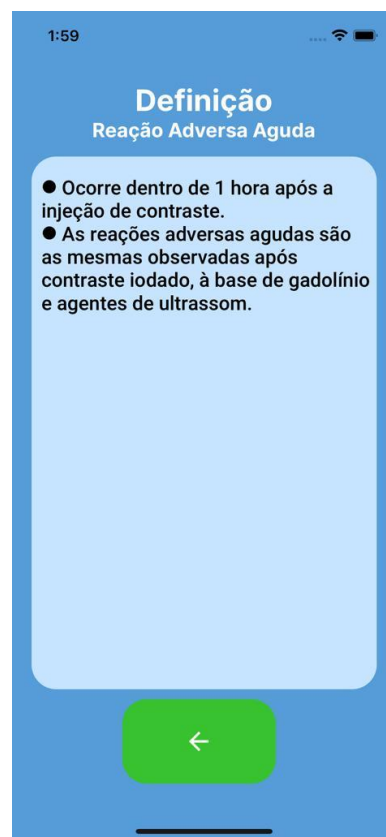 1:59
Definição
Reação Adversa Aguda
● Ocorre dentro de 1 hora após a
injeção de contraste.
● As reações adversas agudas são
as mesmas observadas após
contraste iodado, à base de gadolínio
e agentes de ultrassom.